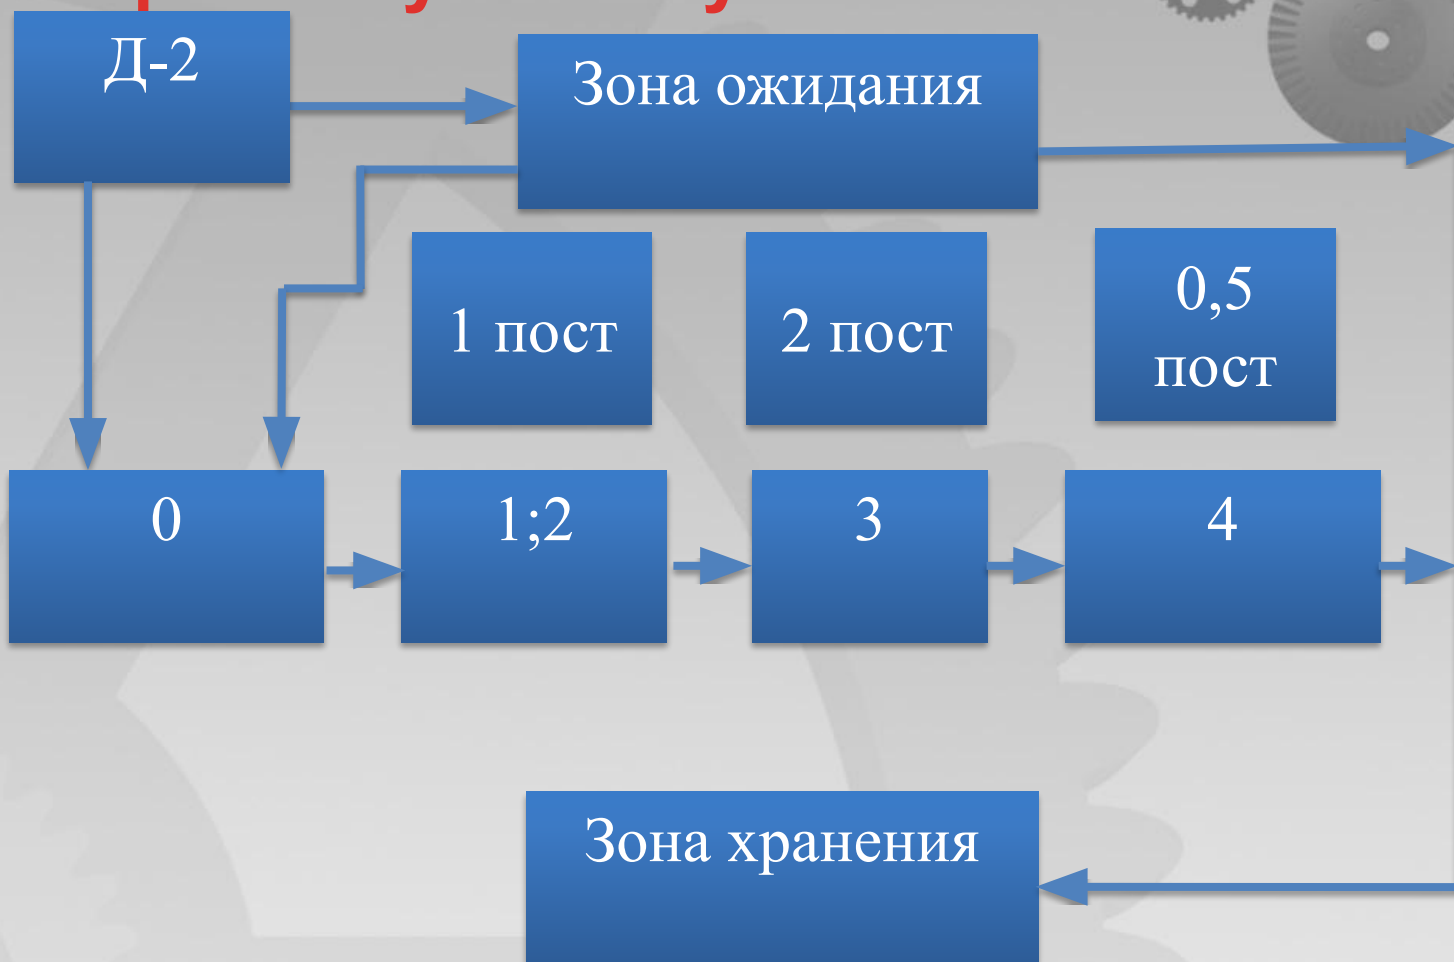 Д-2
Зона ожидания
1 пост
2 пост
0,5
пост
0
1;2
3
4
Зона хранения